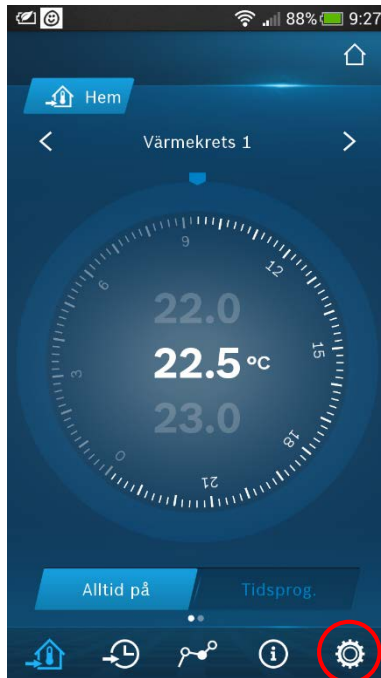 88% 9:27
Hem
Värmekrets 1
9
12
6
22.0
22.5 °C
15
3
23.0
18
0
21
Alltid på
Tidsprog.